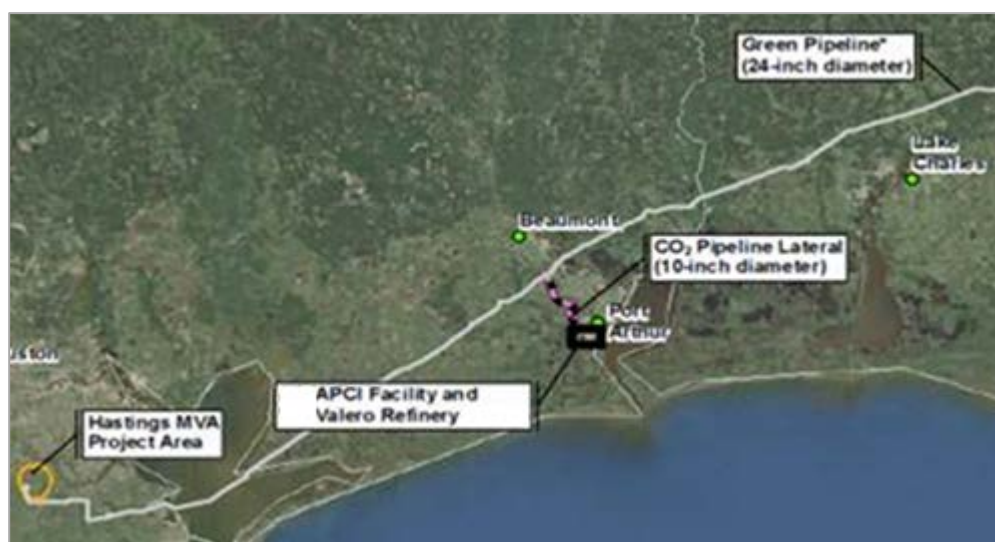 Green Pipeline*
(24-inch diameter)
Lake
Charles
Beaumont
CO₂ Pipeline Lateral
(10-inch diameter)
Port
Arthur
uston
APCI Facility and
Valero Refinery
Hastings MVA
Project Area